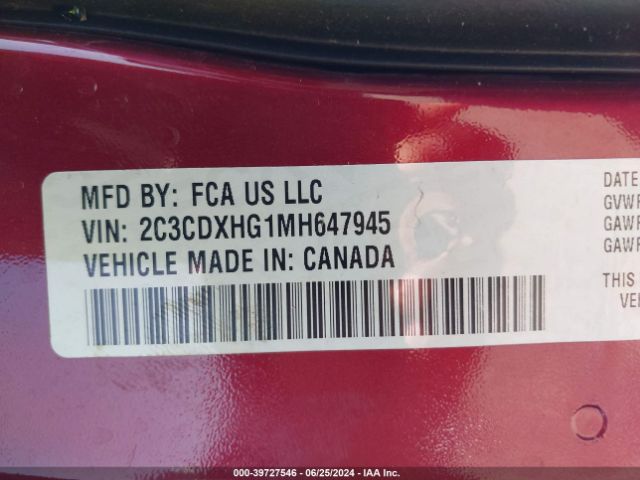 MFD BY: FCA US LLC
VIN: 2C3CDXHG1MH647945
VEHICLE MADE IN: CANADA
DATE
GVWR
GAWR
GAWR
THIS
VEH
000-39727546 - 06/25/2024 - IAA Inc.